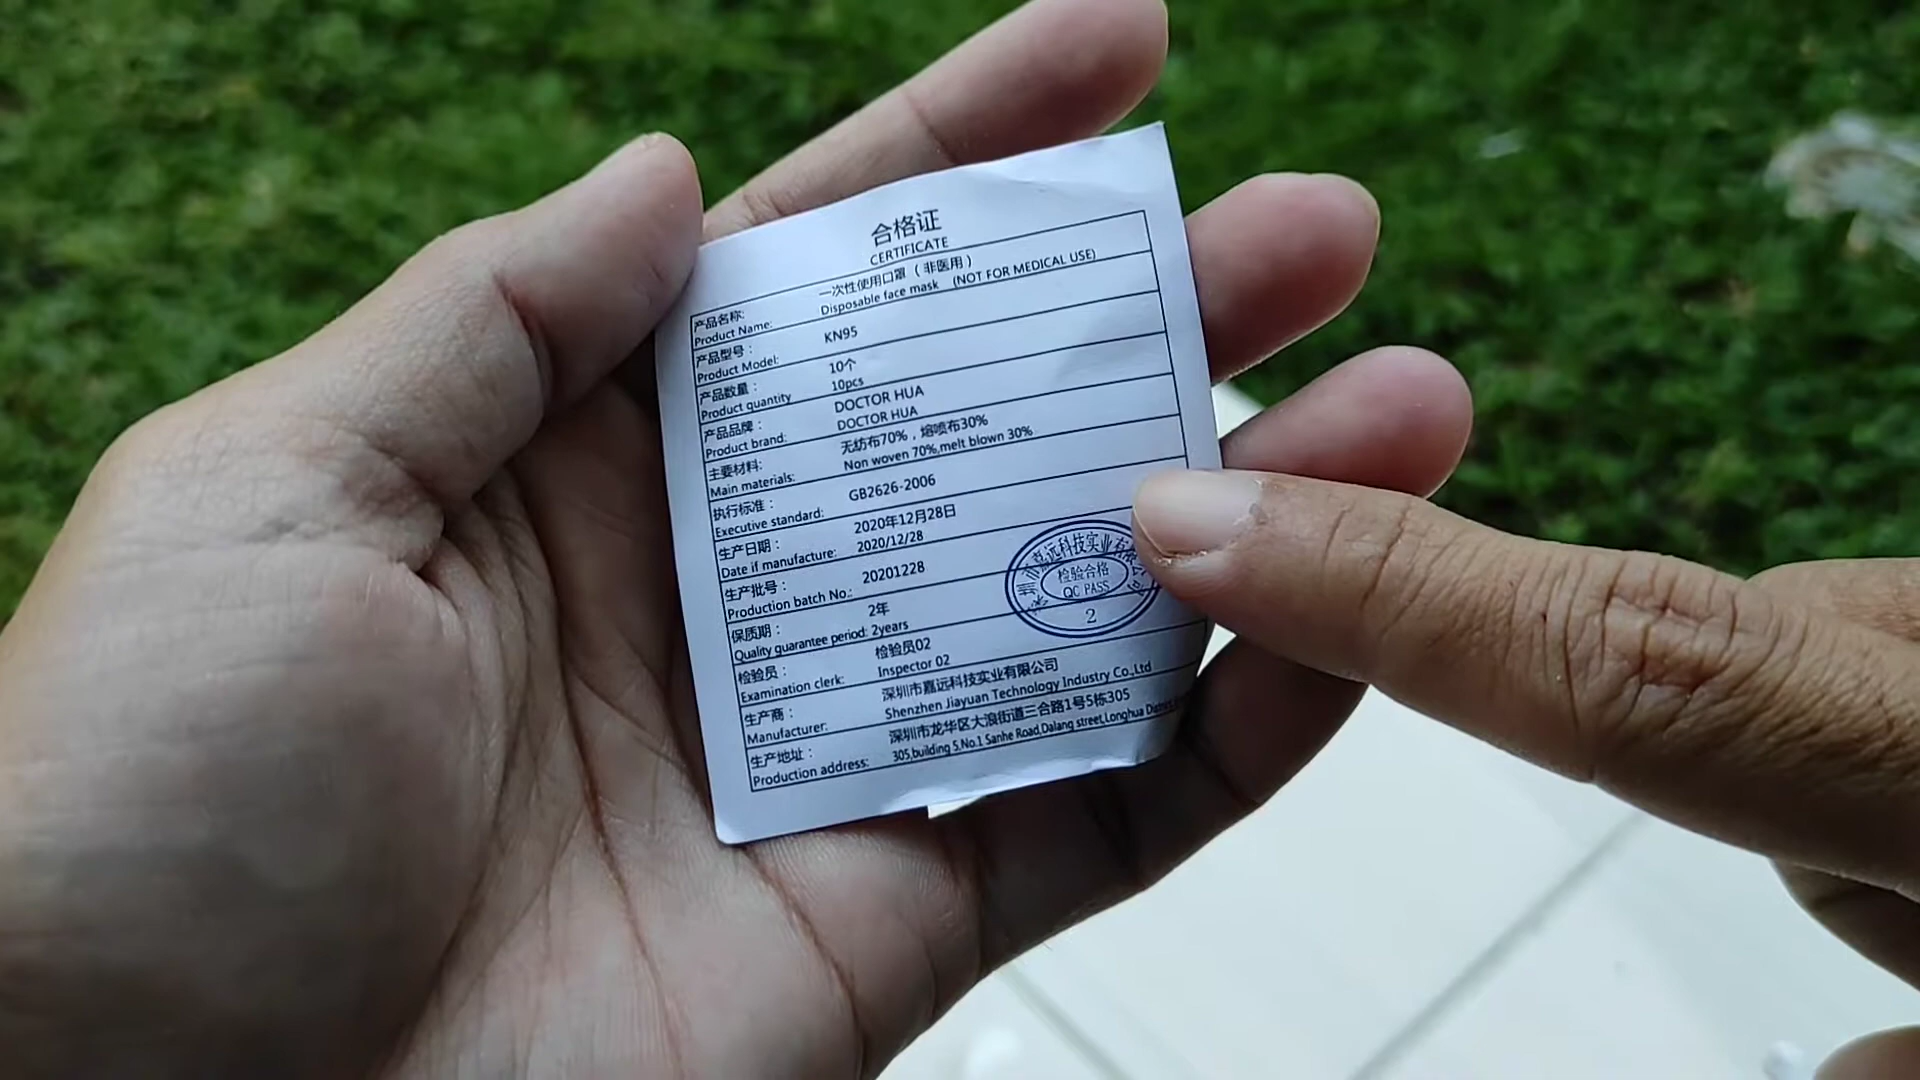 合格证
CERTIFICATE
产品名称: 一次性使用口罩（非医用）
Product Name: Disposable face mask (NOT FOR MEDICAL USE)
产品型号： KN95
Product Model:
产品数量： 10个
Product quantity 10pcs
产品品牌： DOCTOR HUA
Product brand: DOCTOR HUA
主要材料: 无纺布70%，熔喷布30%
Main materials: Non woven 70%,melt blown 30%
执行标准： GB2626-2006
Executive standard:
生产日期： 2020年12月28日
Date if manufacture: 2020/12/28
生产批号： 20201228
Production batch No.:
保质期： 2年
Quality guarantee period: 2years
检验员： 检验员02
Examination clerk: Inspector 02
生产商： 深圳市嘉远科技实业有限公司
Manufacturer: Shenzhen Jiayuan Technology Industry Co.,Ltd
生产地址： 深圳市龙华区大浪街道三合路1号5栋305
Production address: 305,building 5,No.1 Sanhe Road,Dalang street,Longhua
圳市嘉远科技实业有
检验合格
QC PASS
2